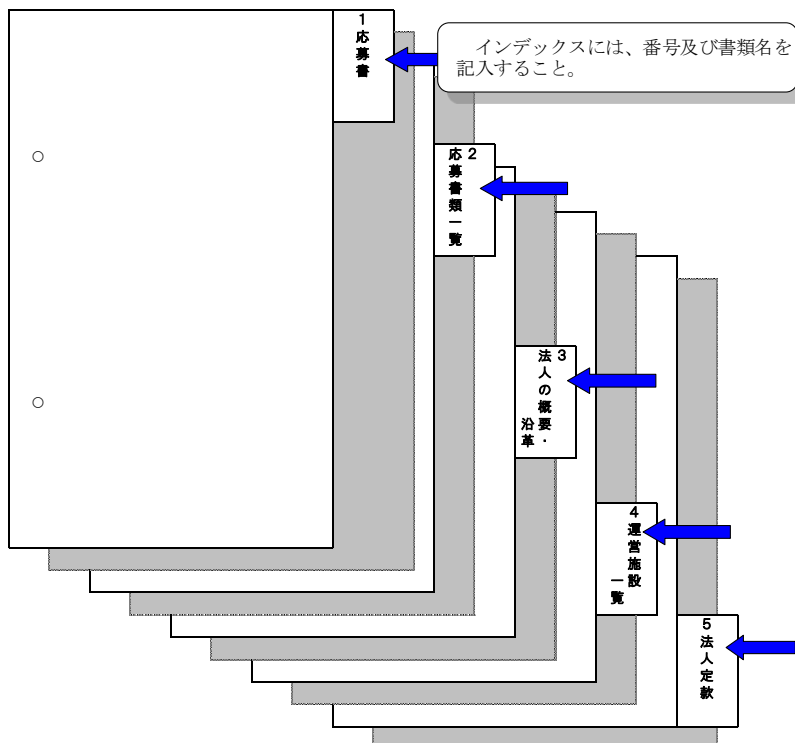 1応募書
インデックスには、番号及び書類名を
記入すること。
2
応募書類一覧
3
法人の概要・
沿革
4
運営施設
一覧
5法人定款